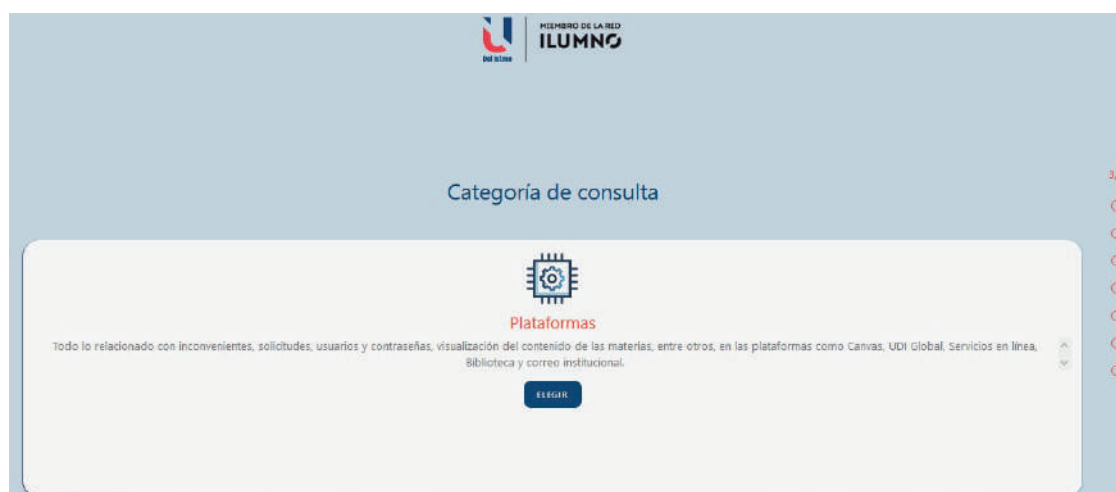 MIEMBRO DE LA RED
ILUMNO
Del Istmo
Categoría de consulta
Plataformas
Todo lo relacionado con inconvenientes, solicitudes, usuarios y contraseñas, visualización del contenido de las materias, entre otros, en las plataformas como Canvas, UDI Global, Servicios en línea,
Biblioteca y correo institucional.
ELEGIR